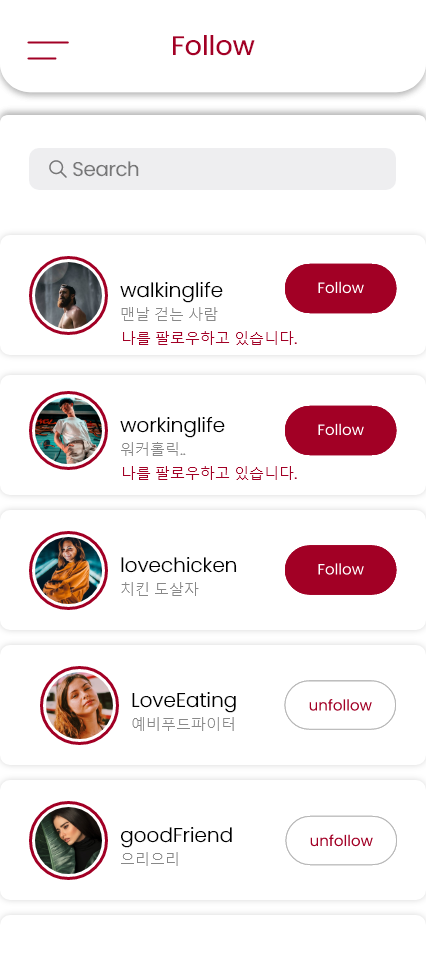 Follow
Search
walkinglife
맨날 걷는 사람
나를 팔로우하고 있습니다.
Follow
workinglife
워커홀릭..
나를 팔로우하고 있습니다.
Follow
lovechicken
치킨 도살자
Follow
LoveEating
예비푸드파이터
unfollow
goodFriend
으리으리
unfollow